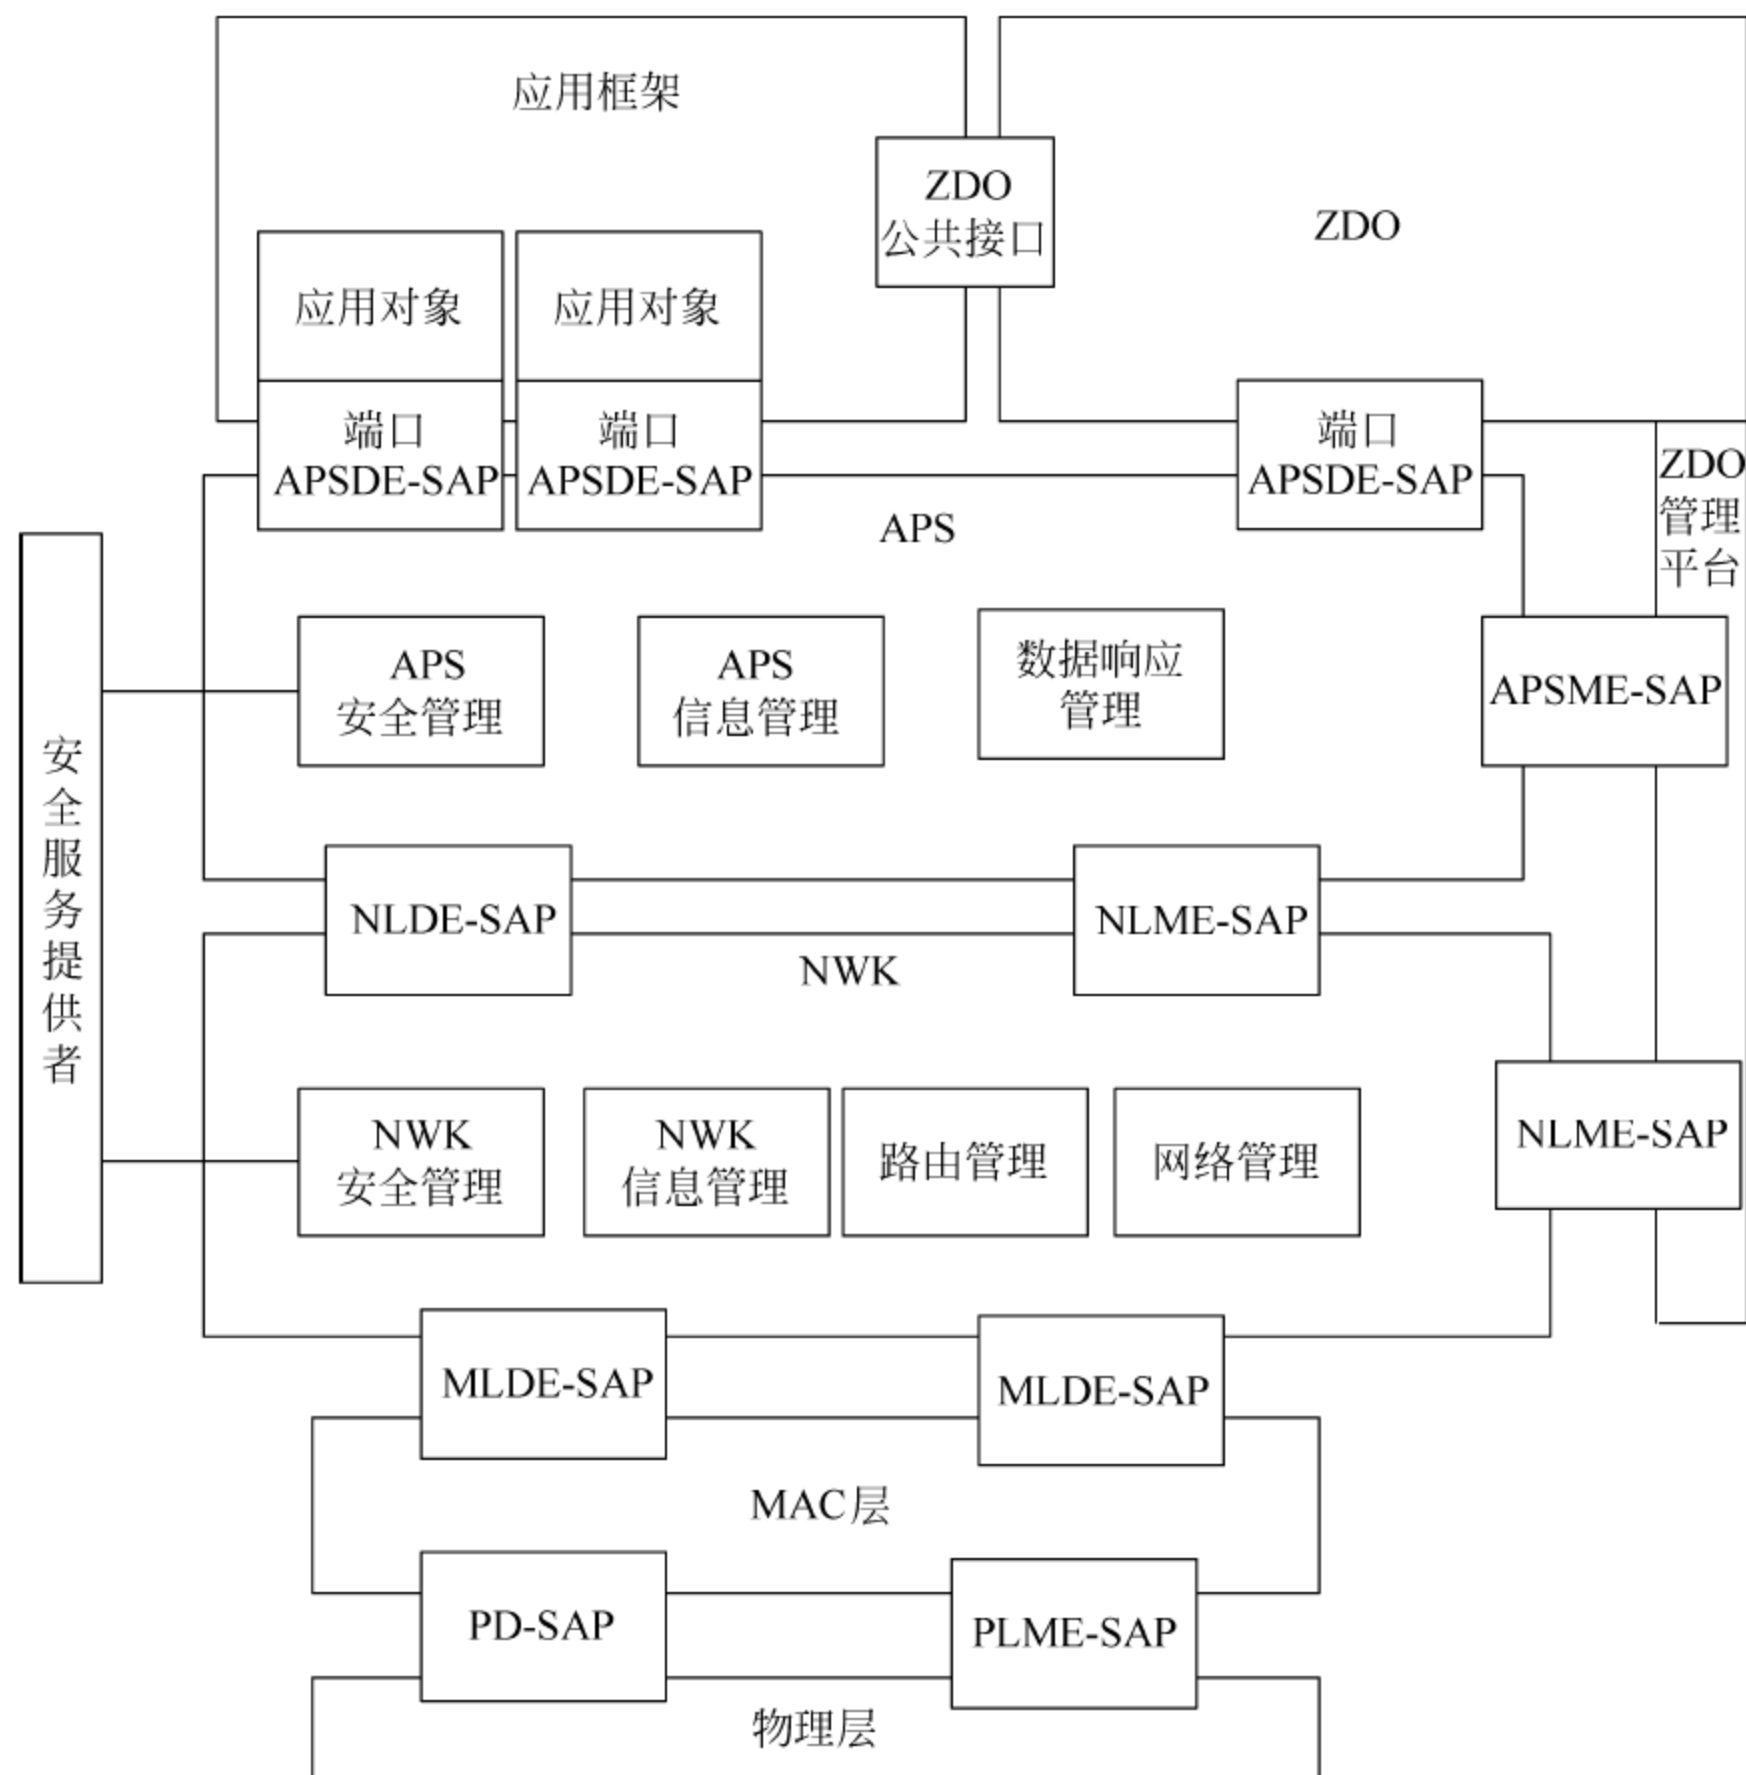 应用框架
ZDO
公共接口
ZDO
应用对象
应用对象
端口
APSDE-SAP
端口
APSDE-SAP
端口
APSDE-SAP
ZDO
管理
平台
APS
APS
安全管理
APS
信息管理
数据响应
管理
APSME-SAP
安
全
服
务
提
供
者
NLDE-SAP
NLME-SAP
NWK
NWK
安全管理
NWK
信息管理
路由管理
网络管理
NLME-SAP
MLDE-SAP
MLDE-SAP
MAC层
PD-SAP
PLME-SAP
物理层